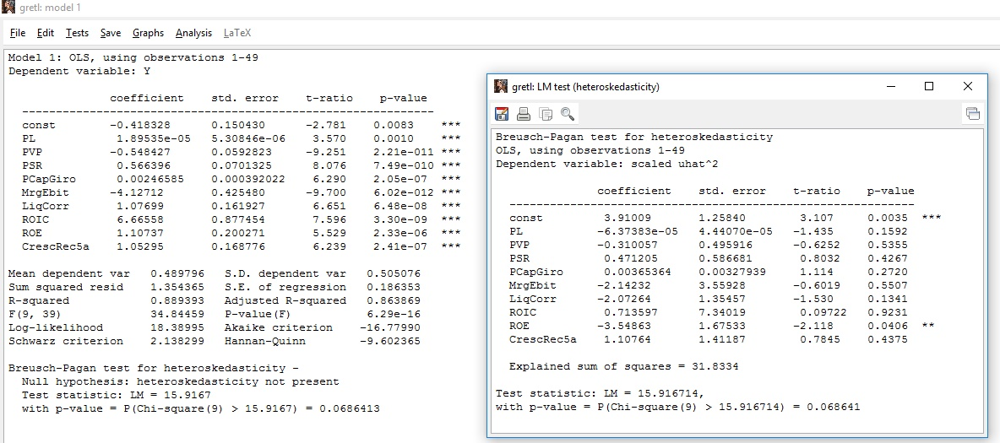 gretl: model 1
File Edit Tests Save Graphs Analysis LaTeX
Model 1: OLS, using observations 1-49
Dependent variable: Y
coefficient std. error t-ratio p-value
---------------------------------------------------------------
const -0.418328 0.150430 -2.781 0.0083 ***
PL 1.89535e-05 5.30846e-06 3.570 0.0010 ***
PVP -0.548427 0.0592823 -9.251 2.21e-011 ***
PSR 0.566396 0.0701325 8.076 7.49e-010 ***
PCapGiro 0.00246585 0.000392022 6.290 2.05e-07 ***
MrgEbit -4.12712 0.425480 -9.700 6.02e-012 ***
LiqCorr 1.07699 0.161927 6.651 6.48e-08 ***
ROIC 6.66558 0.877454 7.596 3.30e-09 ***
ROE 1.10737 0.200271 5.529 2.33e-06 ***
CrescRec5a 1.05295 0.168776 6.239 2.41e-07 ***
Mean dependent var 0.489796 S.D. dependent var 0.505076
Sum squared resid 1.354365 S.E. of regression 0.186353
R-squared 0.889393 Adjusted R-squared 0.863869
F(9, 39) 34.84459 P-value(F) 6.29e-16
Log-likelihood 18.38995 Akaike criterion -16.77990
Schwarz criterion 2.138299 Hannan-Quinn -9.602365
Breusch-Pagan test for heteroskedasticity -
Null hypothesis: heteroskedasticity not present
Test statistic: LM = 15.9167
with p-value = P(Chi-square(9) > 15.9167) = 0.0686413
gretl: LM test (heteroskedasticity)
Breusch-Pagan test for heteroskedasticity
OLS, using observations 1-49
Dependent variable: scaled uhat^2
coefficient std. error t-ratio p-value
------------------------------------------------------------
const 3.91009 1.25840 3.107 0.0035 ***
PL -6.37383e-05 4.44070e-05 -1.435 0.1592
PVP -0.310057 0.495916 -0.6252 0.5355
PSR 0.471205 0.586681 0.8032 0.4267
PCapGiro 0.00365364 0.00327939 1.114 0.2720
MrgEbit -2.14232 3.55928 -0.6019 0.5507
LiqCorr -2.07264 1.35457 -1.530 0.1341
ROIC 0.713597 7.34019 0.09722 0.9231
ROE -3.54863 1.67533 -2.118 0.0406 **
CrescRec5a 1.10764 1.41187 0.7845 0.4375
Explained sum of squares = 31.8334
Test statistic: LM = 15.916714,
with p-value = P(Chi-square(9) > 15.916714) = 0.068641